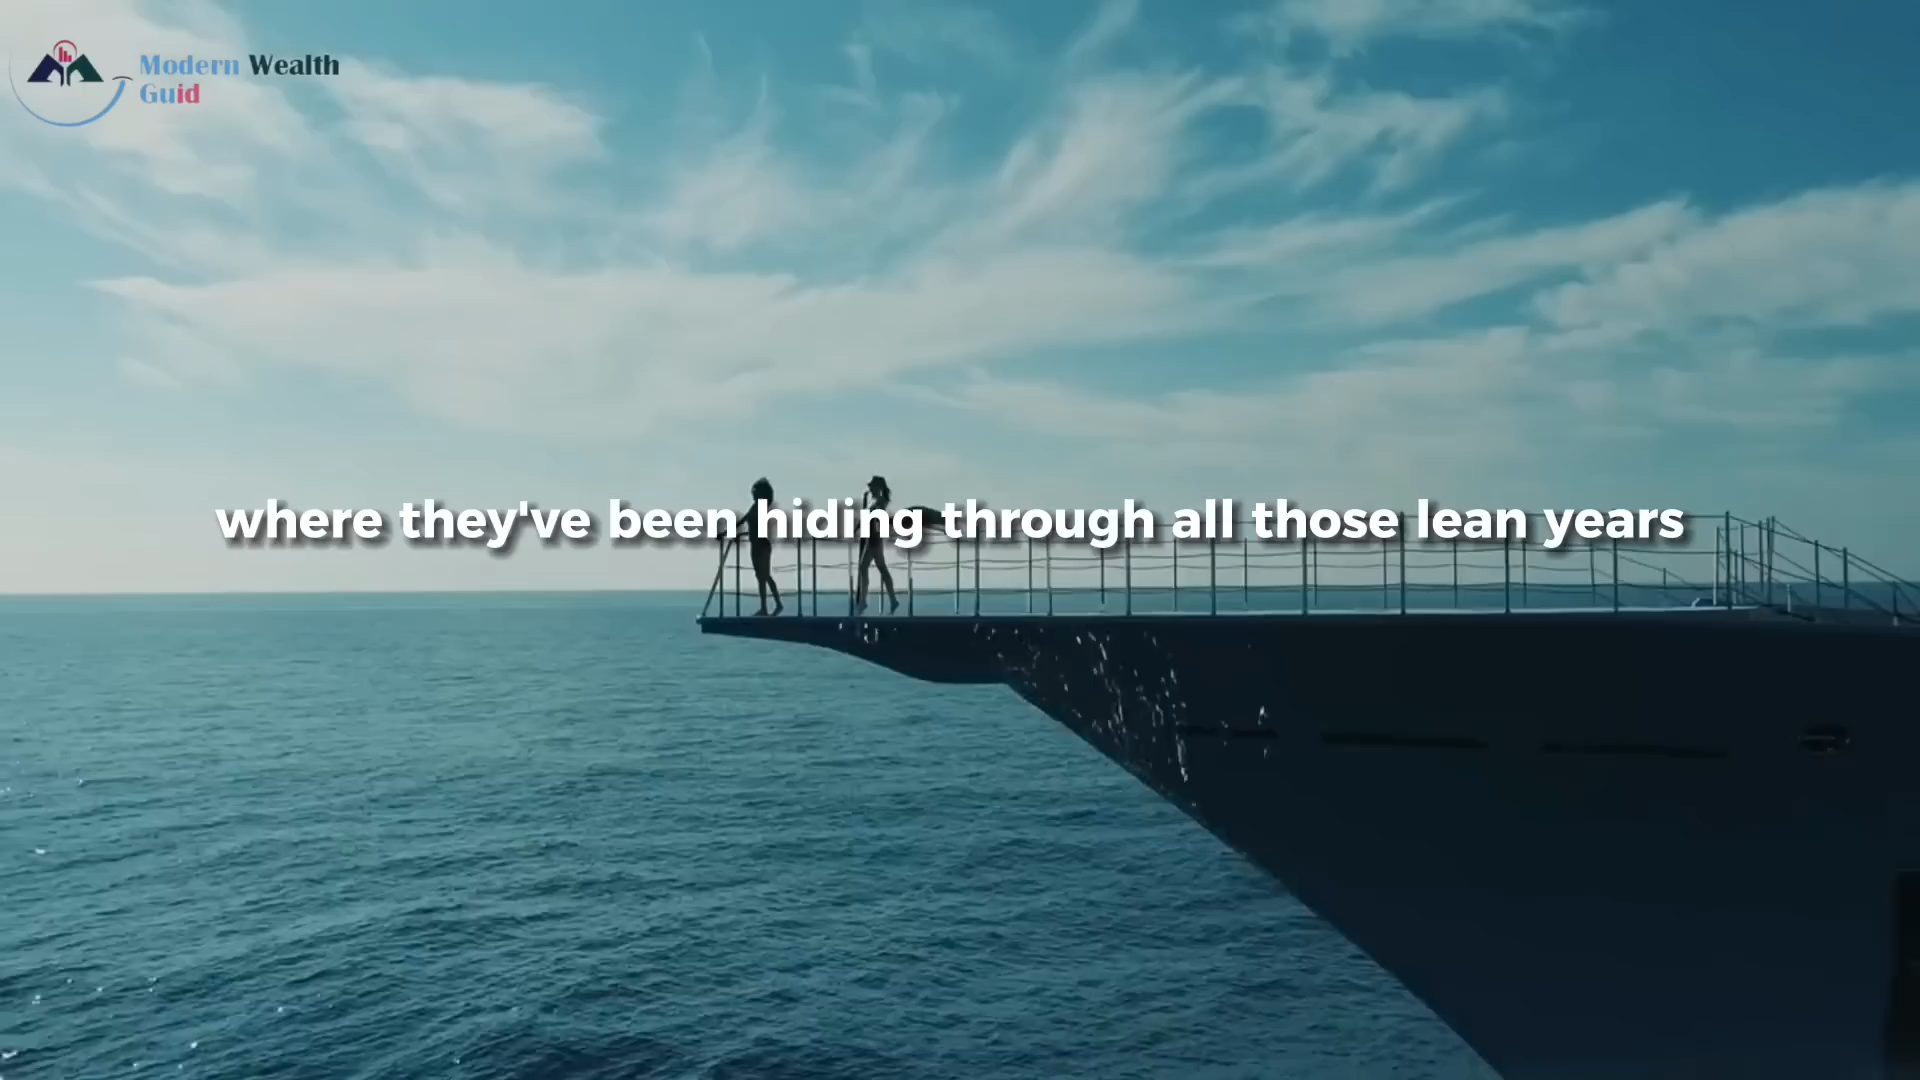 Modern Wealth
Guid
where they've been hiding through all those lean years